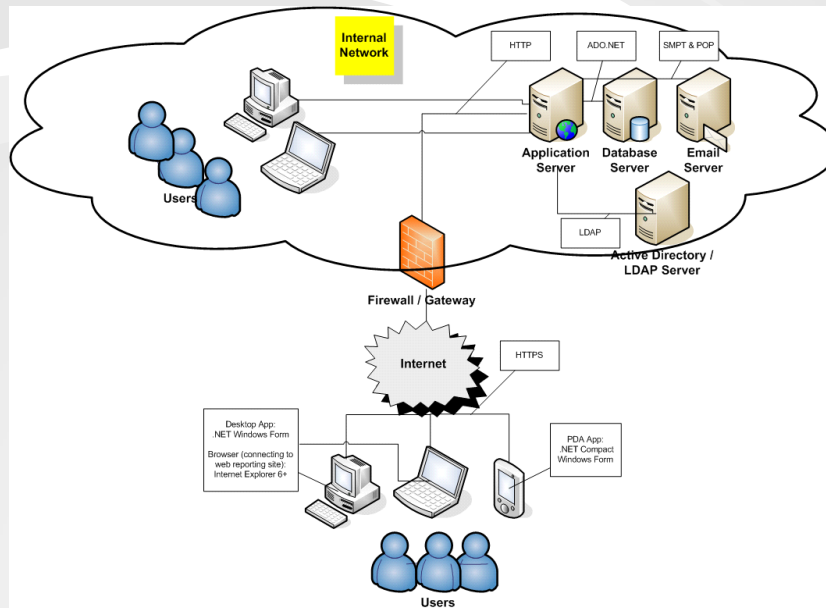 Internal
Network
HTTP
ADO.NET
SMPT & POP
Application
Server
Database
Server
Email
Server
Users
LDAP
Active Directory /
LDAP Server
Firewall / Gateway
Internet
HTTPS
Desktop App:
.NET Windows Form
Browser (connecting to
web reporting site):
Internet Explorer 6+
PDA App:
.NET Compact
Windows Form
Users